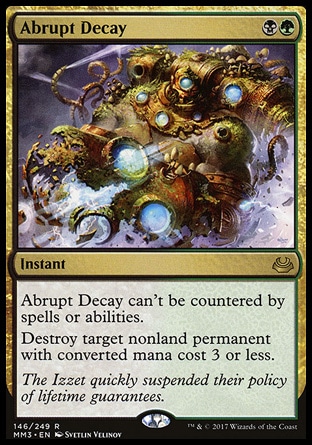 Abrupt Decay
Instant
Abrupt Decay can't be countered by
spells or abilities.
Destroy target nonland permanent
with converted mana cost 3 or less.
The Izzet quickly suspended their policy
of lifetime guarantees.
146/249 R
MM3 • EN Svetlin Velinov
™ & © 2017 Wizards of the Coast